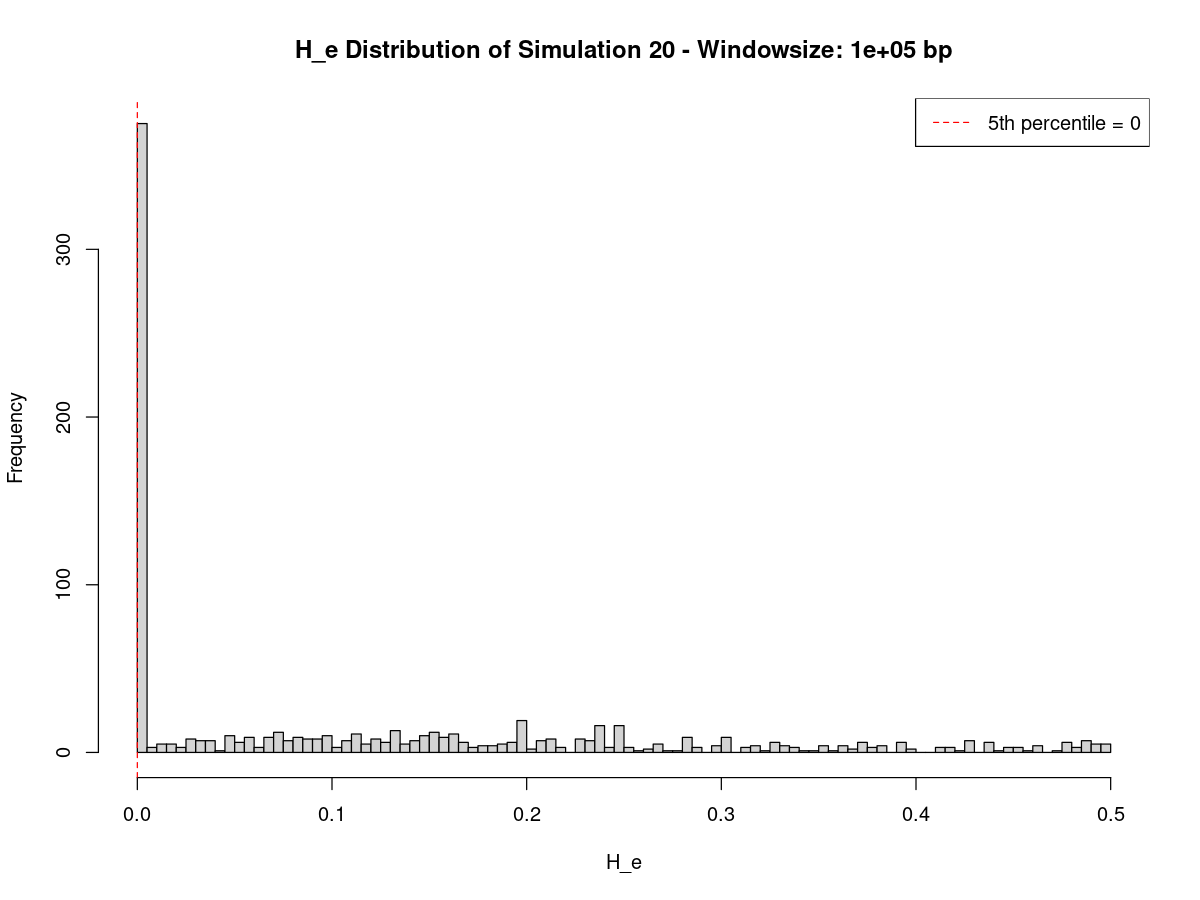 H_e Distribution of Simulation 20 - Windowsize: 1e+05 bp
5th percentile = 0
Frequency
300
200
100
0
0.0 0.1 0.2 0.3 0.4 0.5
H_e